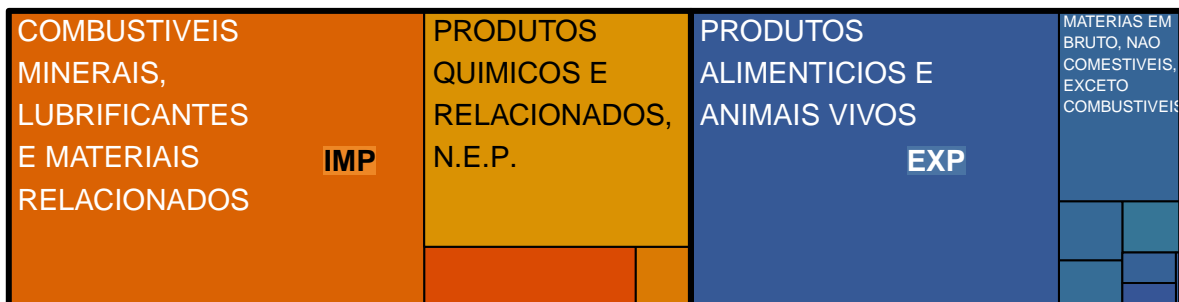 COMBUSTIVEIS
MINERAIS,
LUBRIFICANTES
E MATERIAIS
RELACIONADOS
IMP
PRODUTOS
QUIMICOS E
RELACIONADOS,
N.E.P.
PRODUTOS
ALIMENTICIOS E
ANIMAIS VIVOS
EXP
MATERIAS EM
BRUTO, NAO
COMESTIVEIS,
EXCETO
COMBUSTIVEIS